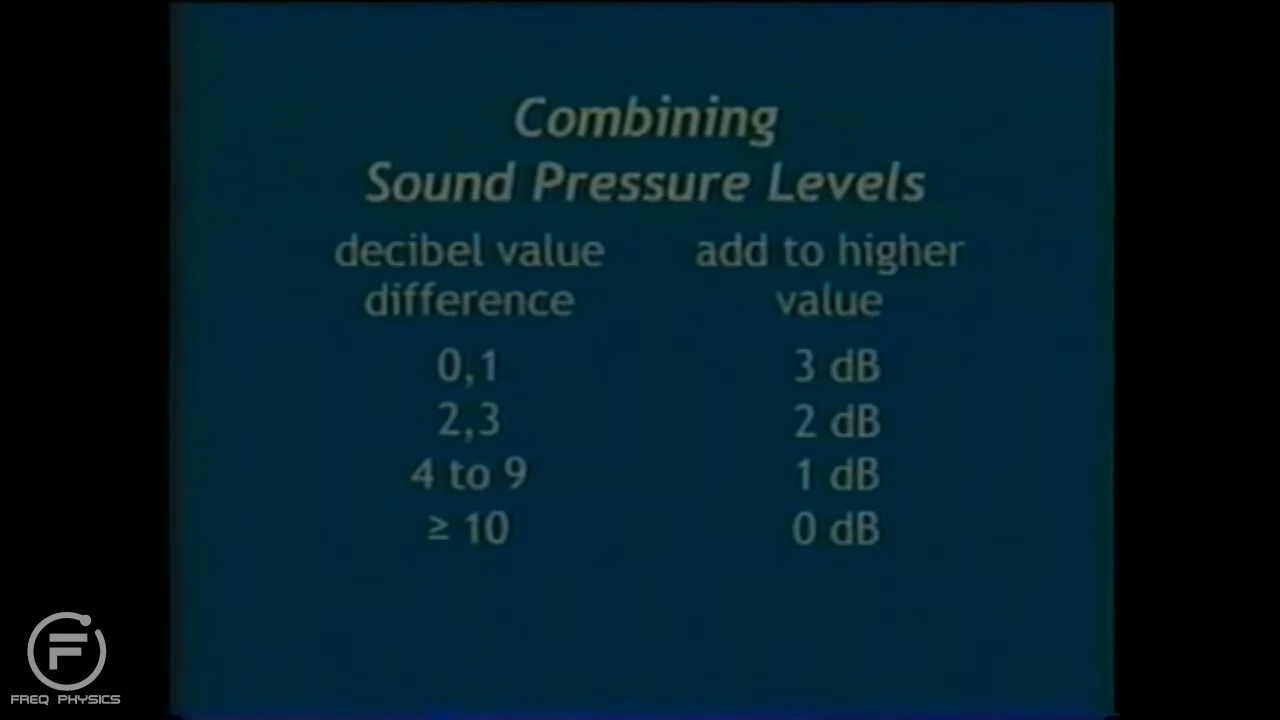 Combining
Sound Pressure Levels
decibel value add to higher
difference value
0,1 3 dB
2,3 2 dB
4 to 9 1 dB
≥ 10 0 dB
FREQ PHYSICS